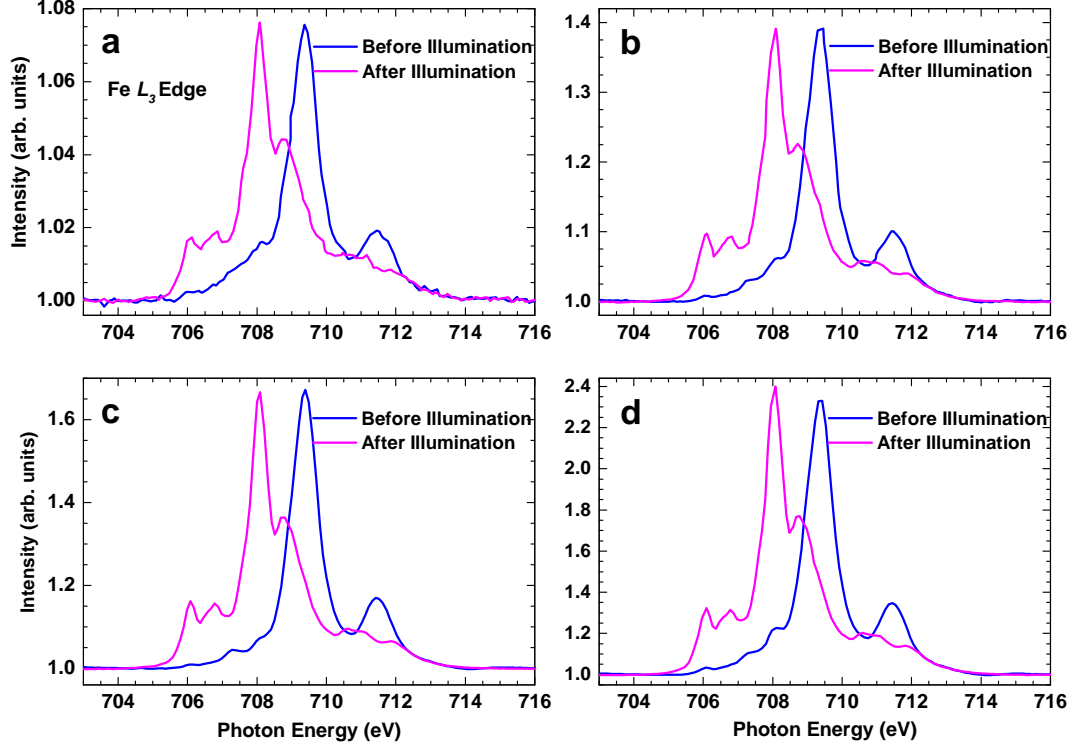 a
Before Illumination
After Illumination
Fe L3 Edge
Intensity (arb. units)
1.08
1.06
1.04
1.02
1.00
704 706 708 710 712 714 716
b
Before Illumination
After Illumination
1.4
1.3
1.2
1.1
1.0
704 706 708 710 712 714 716
c
Before Illumination
After Illumination
Intensity (arb. units)
1.6
1.4
1.2
1.0
704 706 708 710 712 714 716
Photon Energy (eV)
d
Before Illumination
After Illumination
2.4
2.2
2.0
1.8
1.6
1.4
1.2
1.0
704 706 708 710 712 714 716
Photon Energy (eV)